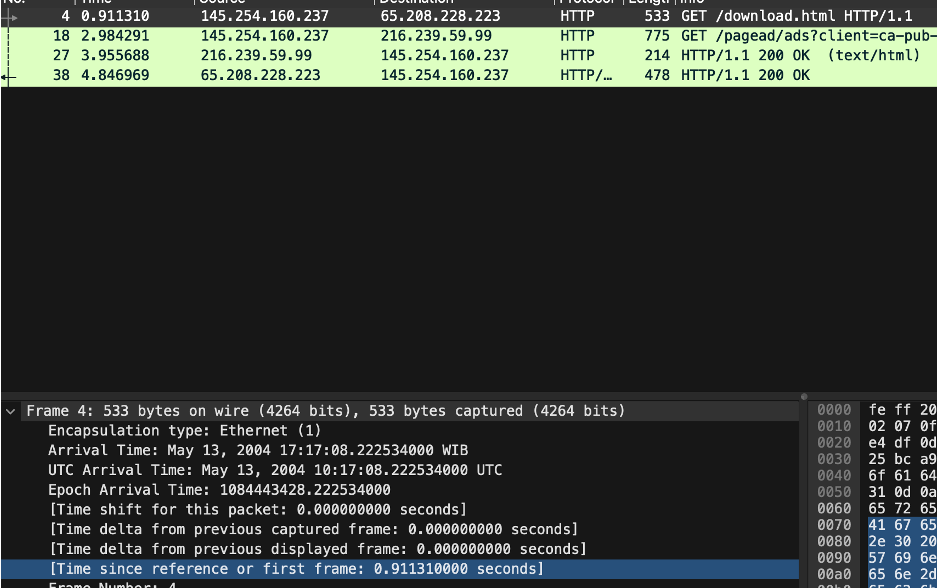 No. Time Source Destination Protocol Length Info
4 0.911310 145.254.160.237 65.208.228.223 HTTP 533 GET /download.html HTTP/1.1
18 2.984291 145.254.160.237 216.239.59.99 HTTP 775 GET /pagead/ads?client=ca-pub-
27 3.955688 216.239.59.99 145.254.160.237 HTTP 214 HTTP/1.1 200 OK (text/html)
38 4.846969 65.208.228.223 145.254.160.237 HTTP/… 478 HTTP/1.1 200 OK
Frame 4: 533 bytes on wire (4264 bits), 533 bytes captured (4264 bits)
Encapsulation type: Ethernet (1)
Arrival Time: May 13, 2004 17:17:08.222534000 WIB
UTC Arrival Time: May 13, 2004 10:17:08.222534000 UTC
Epoch Arrival Time: 1084443428.222534000
[Time shift for this packet: 0.000000000 seconds]
[Time delta from previous captured frame: 0.000000000 seconds]
[Time delta from previous displayed frame: 0.000000000 seconds]
[Time since reference or first frame: 0.911310000 seconds]
Frame Number: 4
0000 fe ff 20
0010 02 07 0f
0020 e4 df 0d
0030 25 bc a9
0040 6f 61 64
0050 31 0d 0a
0060 65 72 65
0070 41 67 65
0080 2e 30 20
0090 57 69 6e
00a0 65 6e 2d